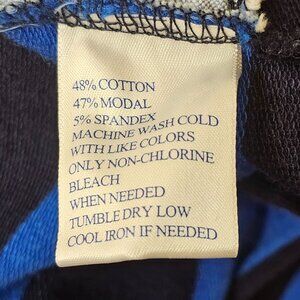 48% COTTON
47% MODAL
5% SPANDEX
MACHINE WASH COLD
WITH LIKE COLORS
ONLY NON-CHLORINE
BLEACH
WHEN NEEDED
TUMBLE DRY LOW
COOL IRON IF NEEDED